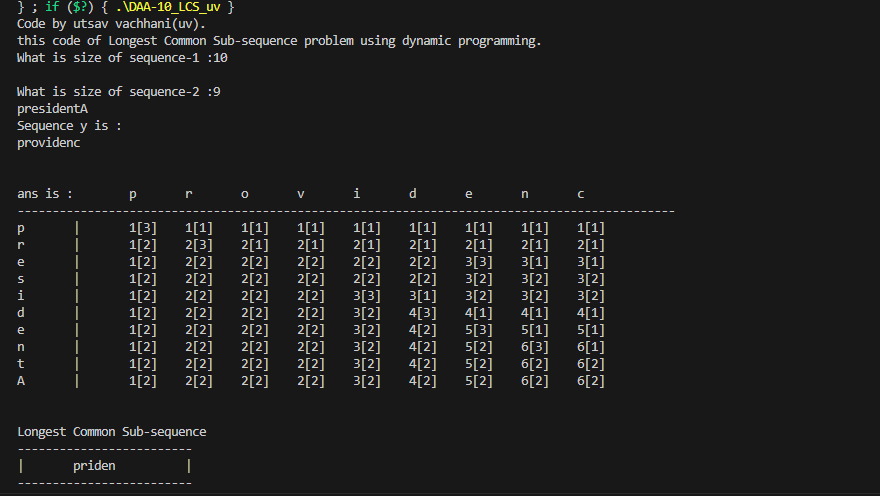 } ; if ($?) { .\DAA-10_LCS_uv }
Code by utsav vachhani(uv).
this code of Longest Common Sub-sequence problem using dynamic programming.
What is size of sequence-1 :10
What is size of sequence-2 :9
presidentA
Sequence y is :
providenc
ans is : p r o v i d e n c
-----------------------------------------------------------------------------------
p | 1[3] 1[1] 1[1] 1[1] 1[1] 1[1] 1[1] 1[1] 1[1]
r | 1[2] 2[3] 2[1] 2[1] 2[1] 2[1] 2[1] 2[1] 2[1]
e | 1[2] 2[2] 2[2] 2[2] 2[2] 2[2] 3[3] 3[1] 3[1]
s | 1[2] 2[2] 2[2] 2[2] 2[2] 2[2] 3[2] 3[2] 3[2]
i | 1[2] 2[2] 2[2] 2[2] 3[3] 3[1] 3[2] 3[2] 3[2]
d | 1[2] 2[2] 2[2] 2[2] 3[2] 4[3] 4[1] 4[1] 4[1]
e | 1[2] 2[2] 2[2] 2[2] 3[2] 4[2] 5[3] 5[1] 5[1]
n | 1[2] 2[2] 2[2] 2[2] 3[2] 4[2] 5[2] 6[3] 6[1]
t | 1[2] 2[2] 2[2] 2[2] 3[2] 4[2] 5[2] 6[2] 6[2]
A | 1[2] 2[2] 2[2] 2[2] 3[2] 4[2] 5[2] 6[2] 6[2]
Longest Common Sub-sequence
-------------------------
| priden |
-------------------------